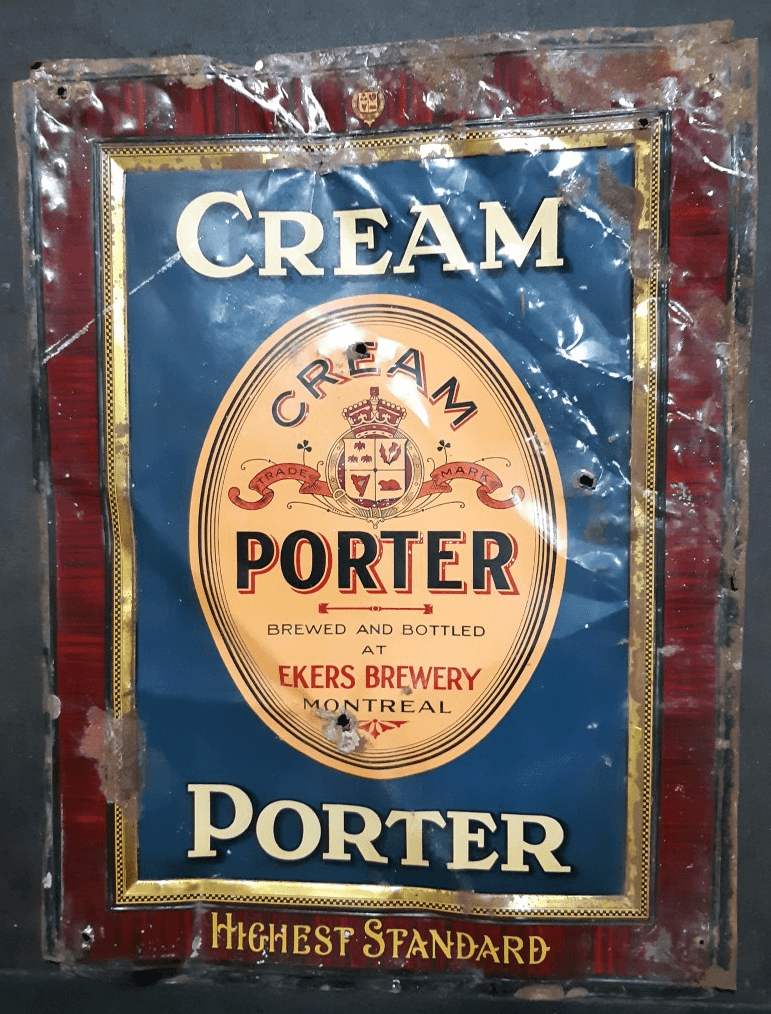 CREAM
CREAM
TRADE MARK
PORTER
BREWED AND BOTTLED
AT
EKERS BREWERY
MONTREAL
PORTER
HIGHEST STANDARD